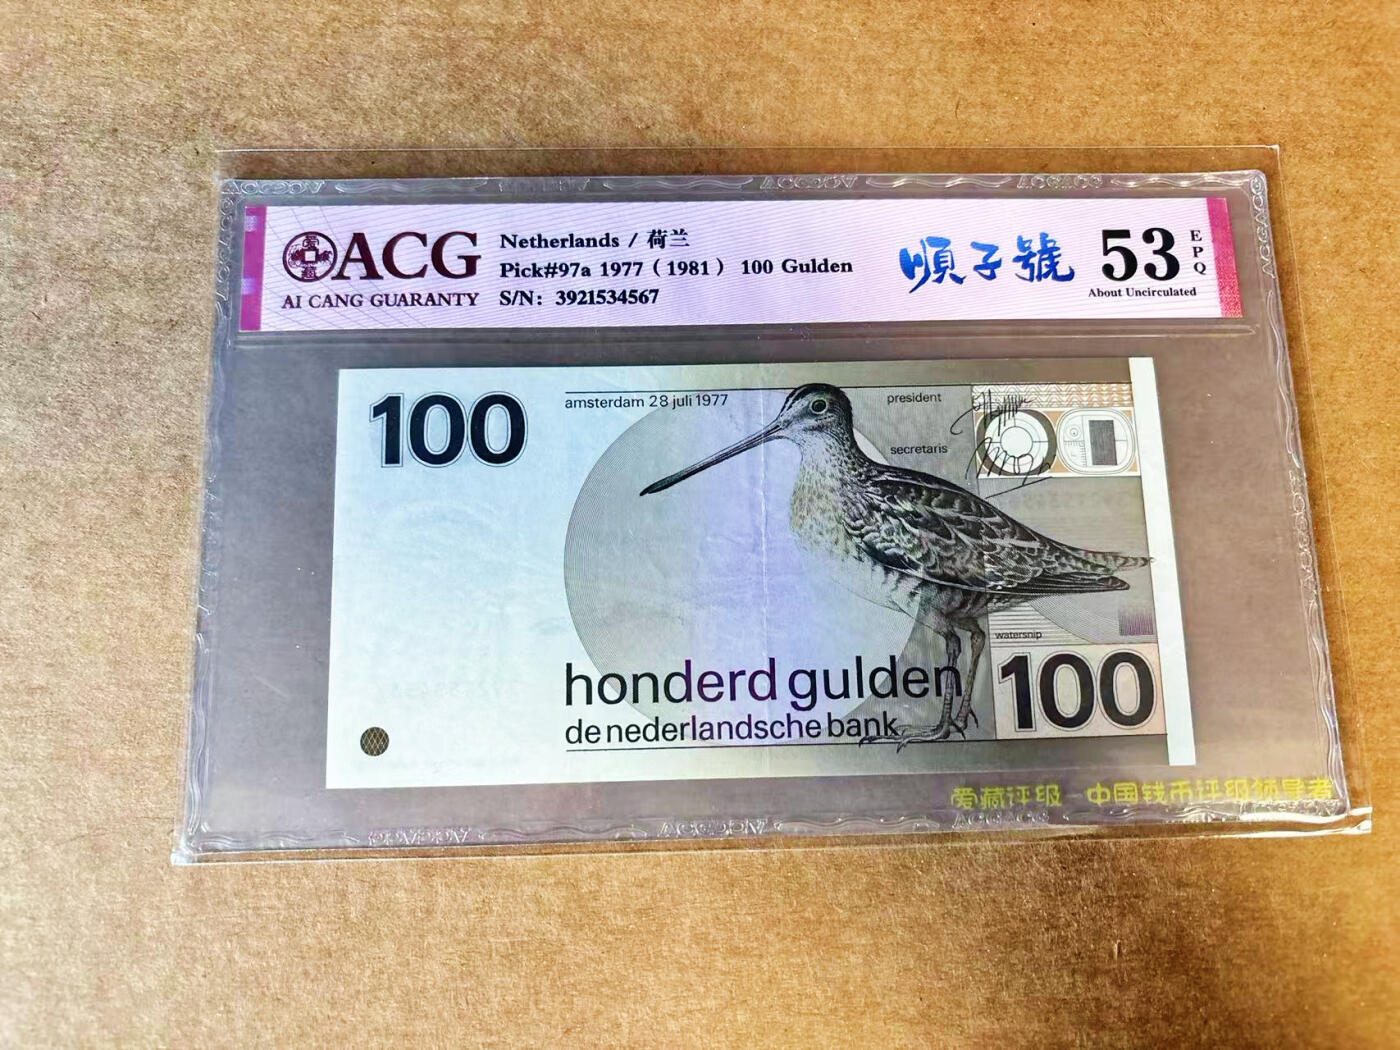 ACG
AI CANG GUARANTY
Netherlands / 荷兰
Pick#97a 1977 ( 1981 ) 100 Gulden
S/N: 3921534567
順子號
53
EPQ
About Uncirculated
100
amsterdam 28 juli 1977
president
secretaris
watersnip
honderd gulden
de nederlandsche bank
100
爱藏评级 中国钱币评级领导者